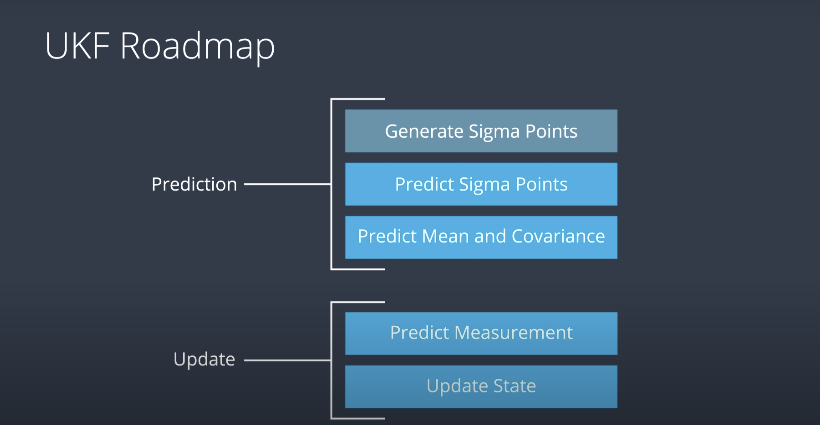 UKF Roadmap
Prediction
Generate Sigma Points
Predict Sigma Points
Predict Mean and Covariance
Update
Predict Measurement
Update State